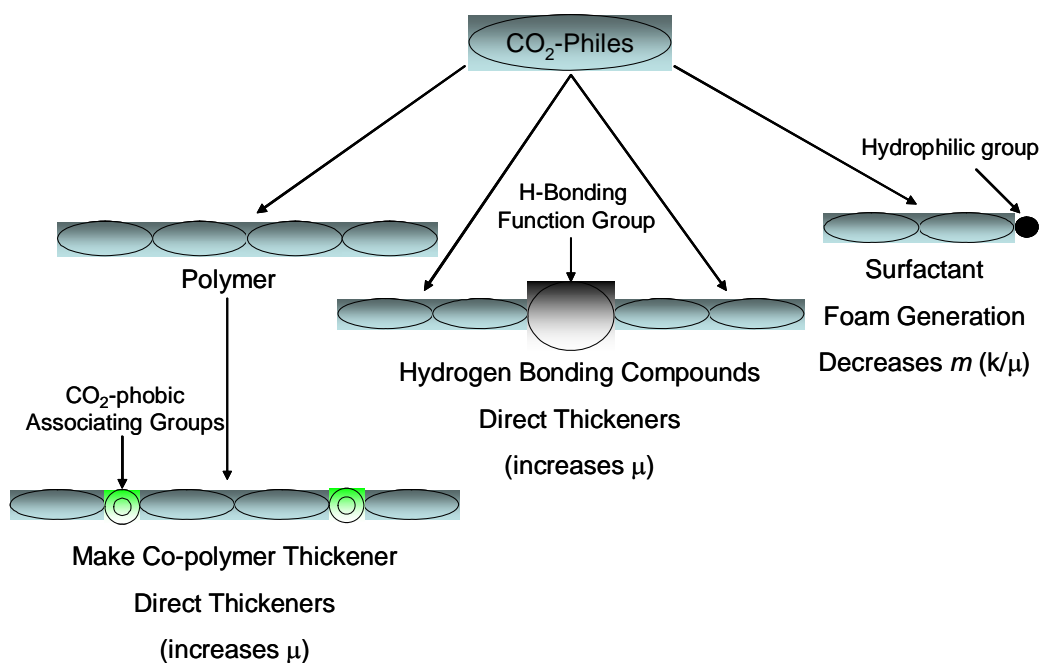 CO₂-Philes
Hydrophilic group
H-Bonding
Function Group
Polymer
Surfactant
Foam Generation
Decreases m (k/μ)
Hydrogen Bonding Compounds
Direct Thickeners
(increases μ)
CO₂-phobic
Associating Groups
Make Co-polymer Thickener
Direct Thickeners
(increases μ)